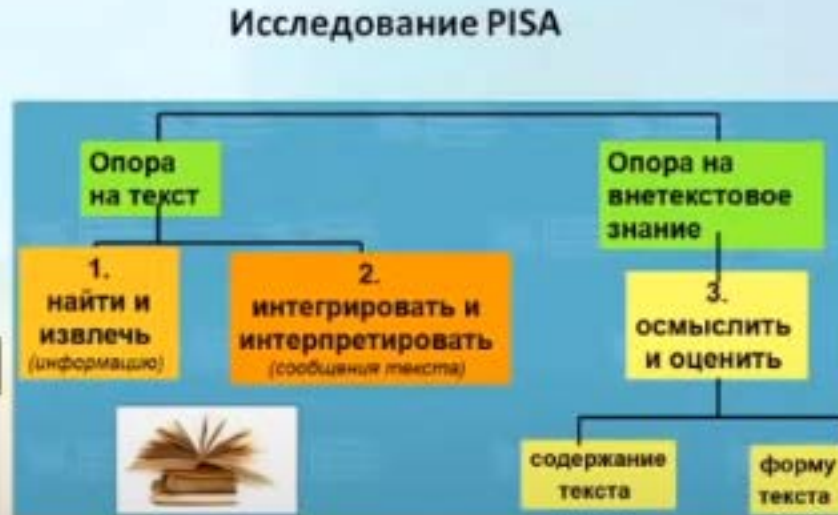 Исследование PISA
Опора
на текст
Опора на
внетекстовое
знание
1.
найти и
извлечь
(информацию)
2.
интегрировать и
интерпретировать
(сообщения текста)
3.
осмыслить
и оценить
содержание
текста
форму
текста